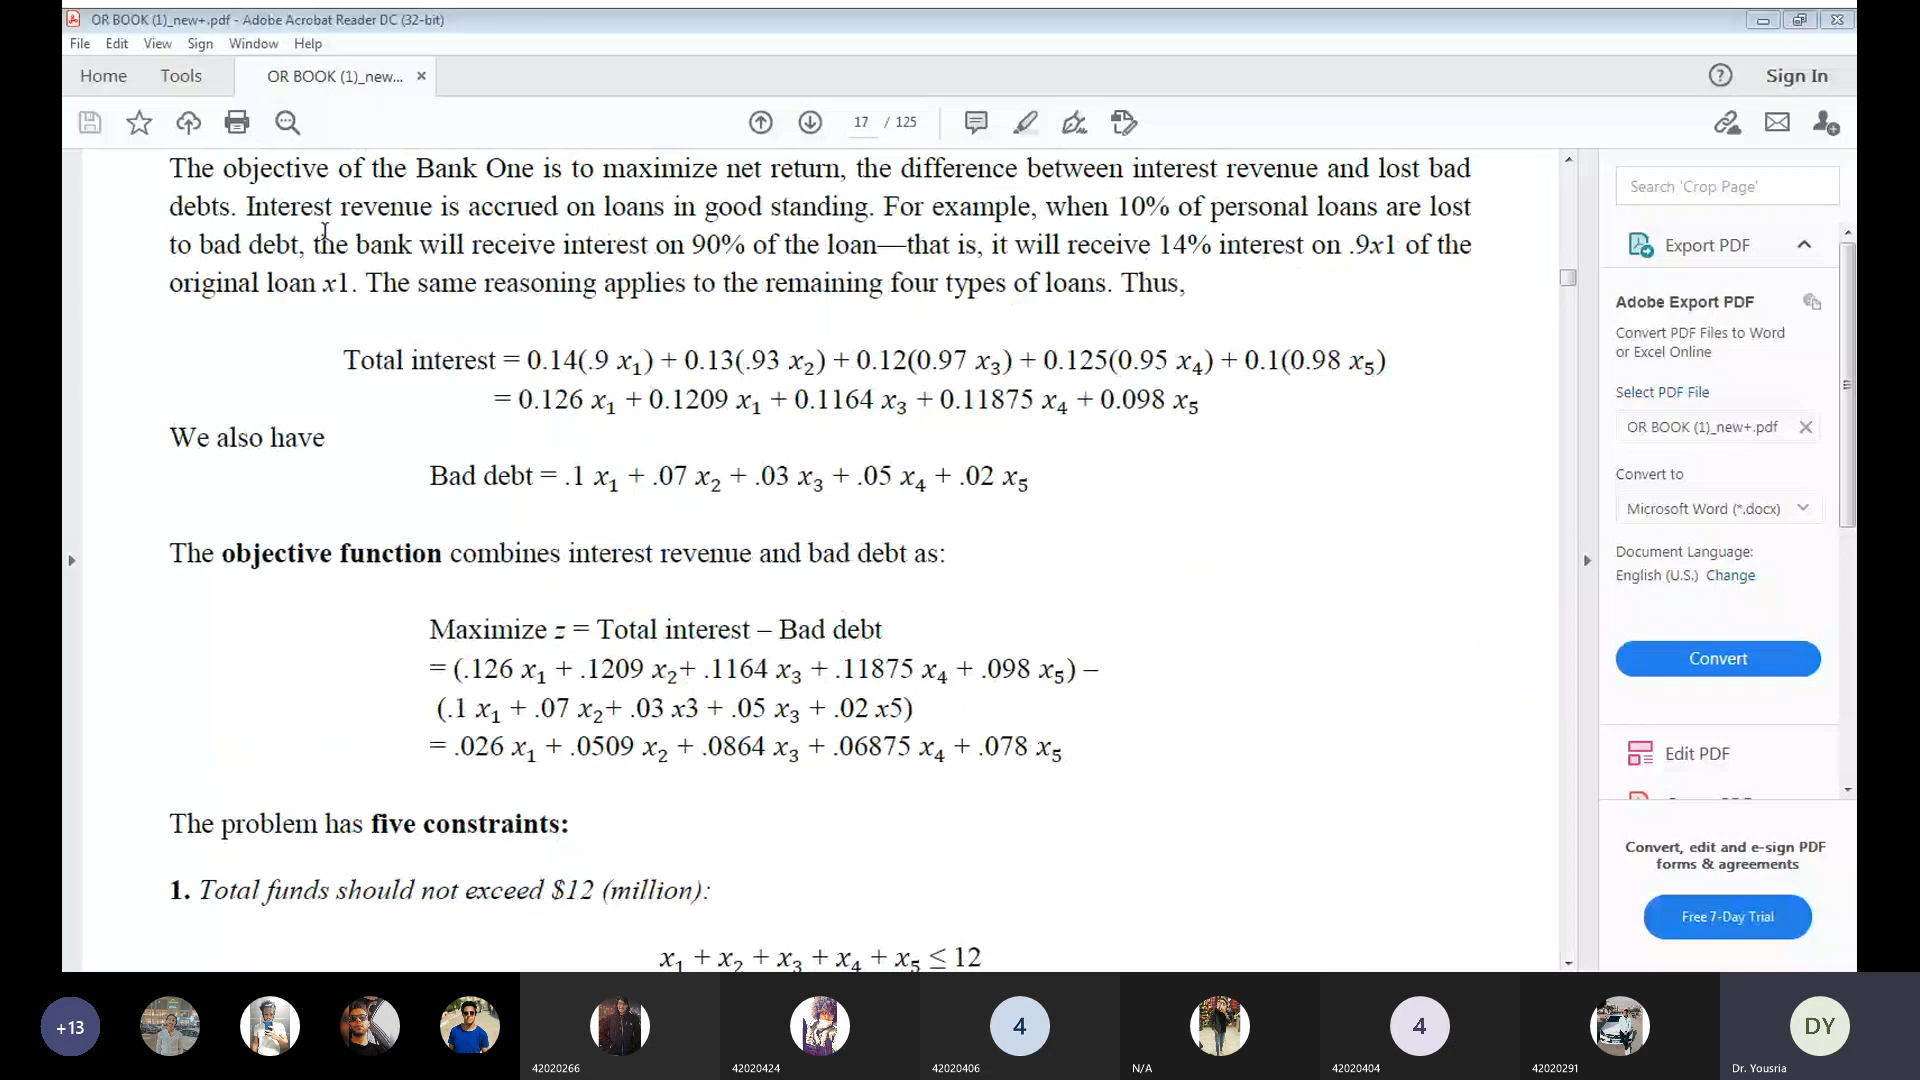 OR BOOK (1)_new+.pdf - Adobe Acrobat Reader DC (32-bit)
File Edit View Sign Window Help
Home Tools OR BOOK (1)_new... × Sign In
17 / 125
The objective of the Bank One is to maximize net return, the difference between interest revenue and lost bad
debts. Interest revenue is accrued on loans in good standing. For example, when 10% of personal loans are lost
to bad debt, the bank will receive interest on 90% of the loan—that is, it will receive 14% interest on .9x1 of the
original loan x1. The same reasoning applies to the remaining four types of loans. Thus,
Total interest = 0.14(.9 x₁) + 0.13(.93 x₂) + 0.12(0.97 x₃) + 0.125(0.95 x₄) + 0.1(0.98 x₅)
= 0.126 x₁ + 0.1209 x₁ + 0.1164 x₃ + 0.11875 x₄ + 0.098 x₅
We also have
Bad debt = .1 x₁ + .07 x₂ + .03 x₃ + .05 x₄ + .02 x₅
The objective function combines interest revenue and bad debt as:
Maximize z = Total interest – Bad debt
= (.126 x₁ + .1209 x₂+ .1164 x₃ + .11875 x₄ + .098 x₅) –
(.1 x₁ + .07 x₂+ .03 x3 + .05 x₃ + .02 x5)
= .026 x₁ + .0509 x₂ + .0864 x₃ + .06875 x₄ + .078 x₅
The problem has five constraints:
1. Total funds should not exceed $12 (million):
x₁ + x₂ + x₃ + x₄ + x₅ ≤ 12
Search 'Crop Page'
Export PDF
Adobe Export PDF
Convert PDF Files to Word
or Excel Online
Select PDF File
OR BOOK (1)_new+.pdf
Convert to
Microsoft Word (*.docx)
Document Language:
English (U.S.) Change
Convert
Edit PDF
Convert, edit and e-sign PDF
forms & agreements
Free 7-Day Trial
+13 4 4 DY
42020266 42020424 42020406 N/A 42020404 42020291 Dr. Yousria